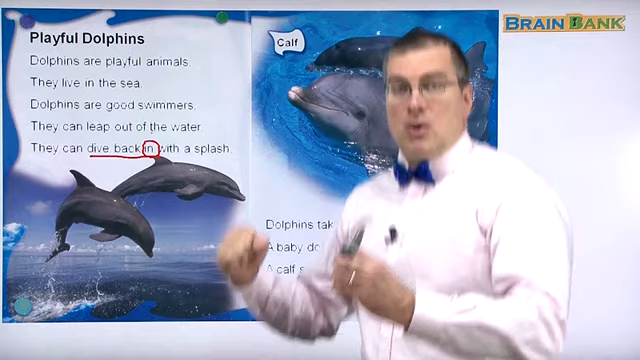 Playful Dolphins
Dolphins are playful animals.
They live in the sea.
Dolphins are good swimmers.
They can leap out of the water.
They can dive back in with a splash.
Calf
Dolphins tak
A baby do
A calf s
BRAIN BANK